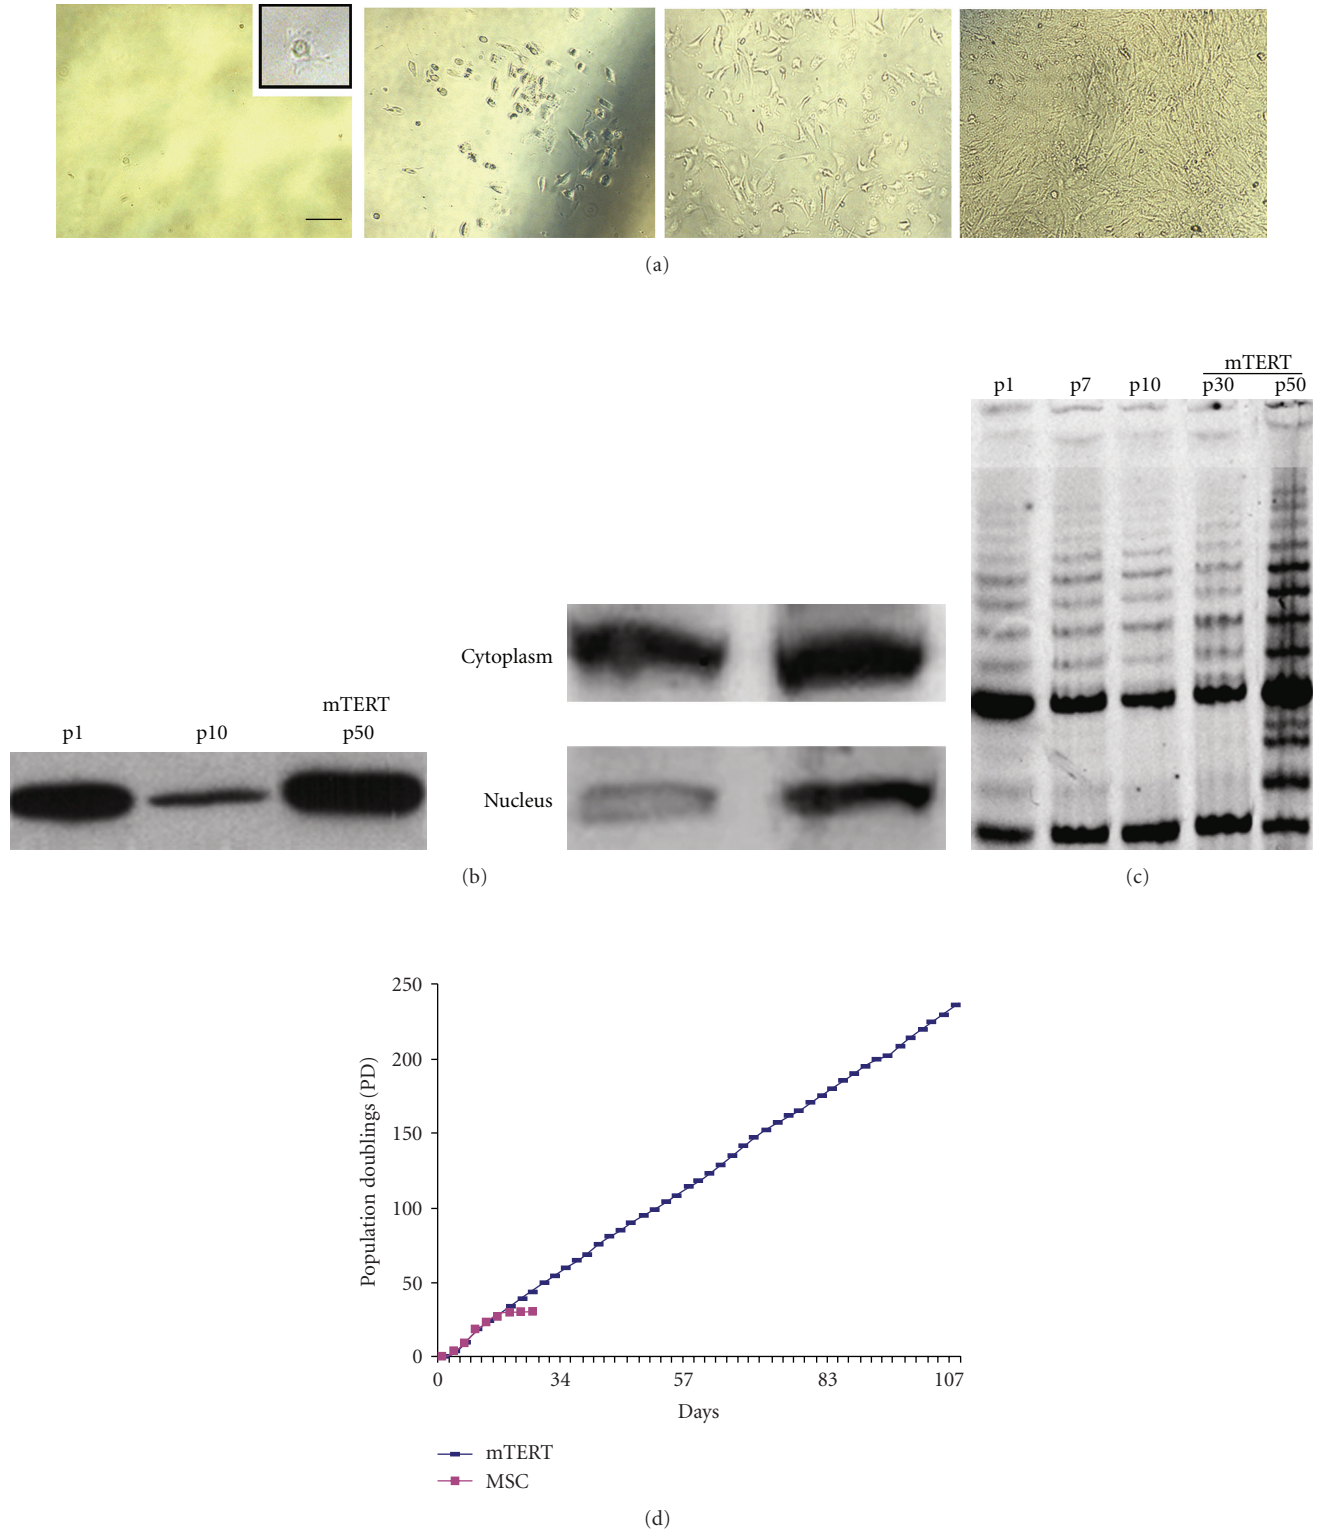 (a)
mTERT
p1 p7 p10 p30 p50
Cytoplasm
mTERT
p1 p10 p50
Nucleus
(b)
(c)
250
200
150
100
50
0
Population doublings (PD)
0 34 57 83 107
Days
mTERT
MSC
(d)